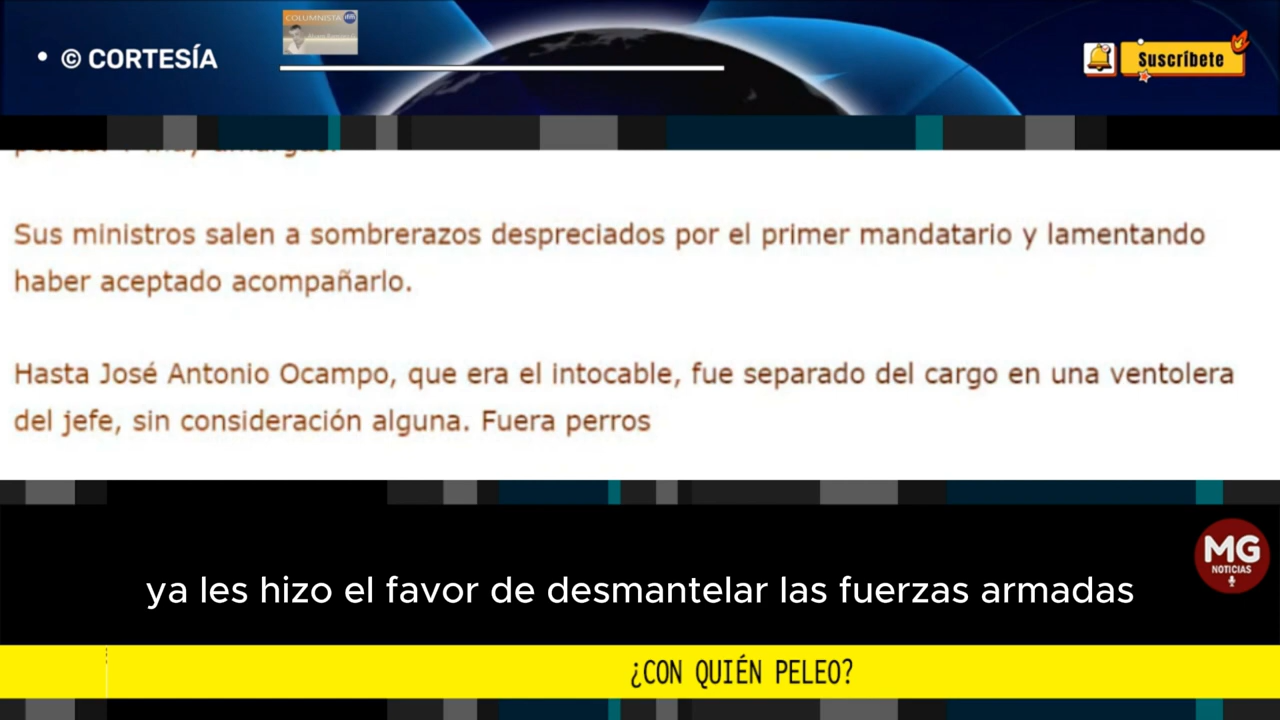 • © CORTESÍA
COLUMNISTA
Suscríbete
Sus ministros salen a sombrerazos despreciados por el primer mandatario y lamentando
haber aceptado acompañarlo.
Hasta José Antonio Ocampo, que era el intocable, fue separado del cargo en una ventolera
del jefe, sin consideración alguna. Fuera perros
MG
NOTICIAS
ya les hizo el favor de desmantelar las fuerzas armadas
¿CON QUIÉN PELEO?